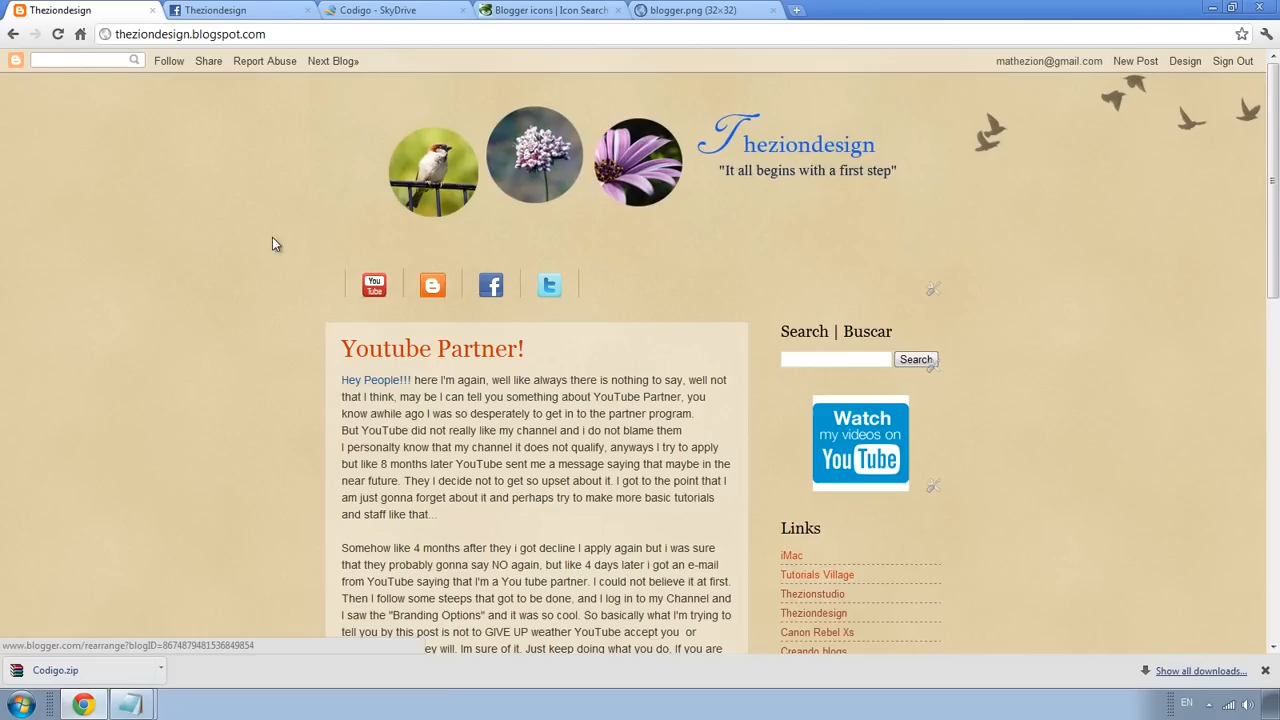 Theziondesign
Theziondesign
Codigo - SkyDrive
Blogger icons | Icon Search
blogger.png (32×32)
theziondesign.blogspot.com
Follow Share Report Abuse Next Blog» mathezion@gmail.com New Post Design Sign Out
Theziondesign
"It all begins with a first step"
You
Tube
Youtube Partner!
Hey People!!! here I'm again, well like always there is nothing to say, well not
that I think, may be I can tell you something about YouTube Partner, you
know awhile ago I was so desperately to get in to the partner program.
But YouTube did not really like my channel and i do not blame them
I personally know that my channel it does not qualify, anyways I try to apply
but like 8 months later YouTube sent me a message saying that maybe in the
near future. They I decide not to get so upset about it. I got to the point that I
am just gonna forget about it and perhaps try to make more basic tutorials
and staff like that...
Somehow like 4 months after they i got decline I apply again but i was sure
that they probably gonna say NO again, but like 4 days later i got an e-mail
from YouTube saying that I'm a You tube partner. I could not believe it at first.
Then I follow some steeps that got to be done, and I log in to my Channel and
I saw the "Branding Options" and it was so cool. So basically what I'm trying to
tell you by this post is not to GIVE UP weather YouTube accept you or
ey will. Im sure of it. Just keep doing what you do. If you are
Search | Buscar
Search
Watch
my videos on
YouTube
Links
iMac
Tutorials Village
Thezionstudio
Theziondesign
Canon Rebel Xs
Creando blogs
www.blogger.com/rearrange?blogID=8674879481536849854
Codigo.zip
Show all downloads...
EN